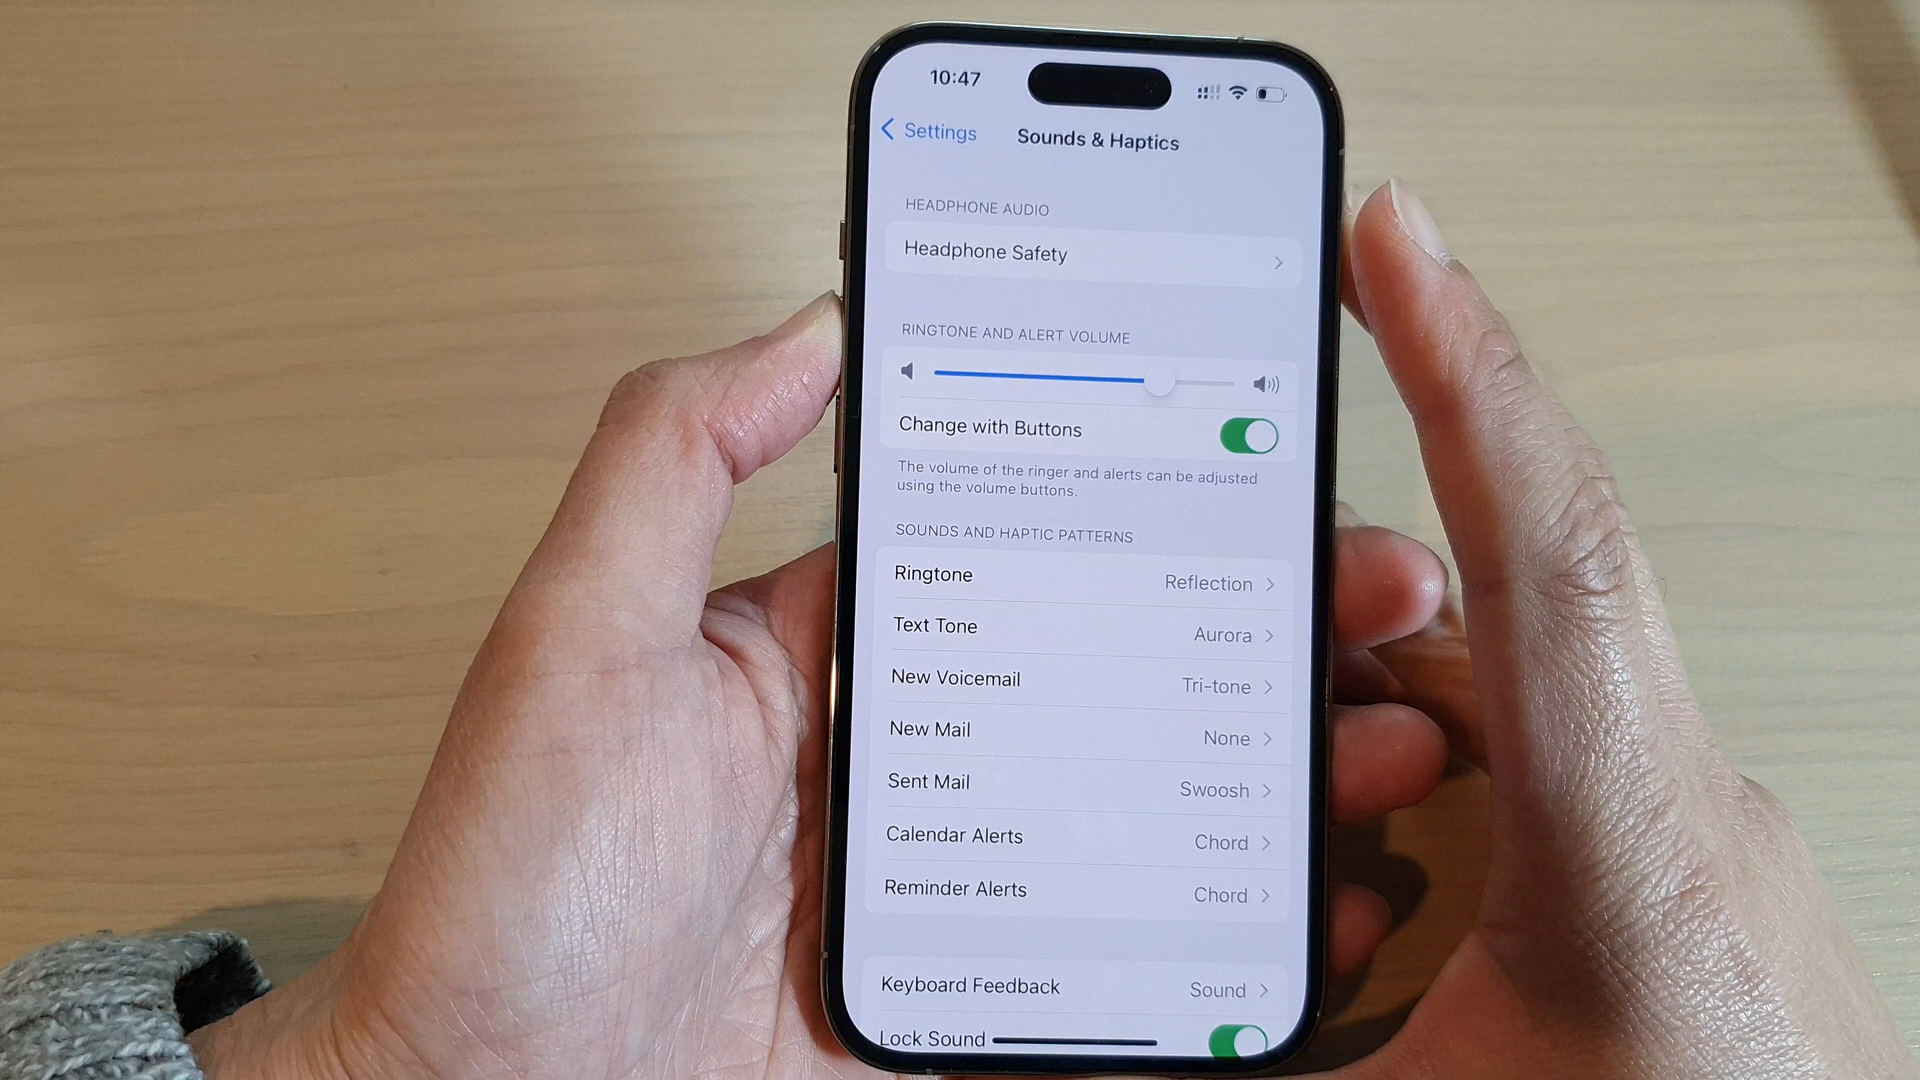 10:47
Settings
Sounds & Haptics
HEADPHONE AUDIO
Headphone Safety
RINGTONE AND ALERT VOLUME
Change with Buttons
The volume of the ringer and alerts can be adjusted
using the volume buttons.
SOUNDS AND HAPTIC PATTERNS
Ringtone Reflection
Text Tone Aurora
New Voicemail Tri-tone
New Mail None
Sent Mail Swoosh
Calendar Alerts Chord
Reminder Alerts Chord
Keyboard Feedback Sound
Lock Sound